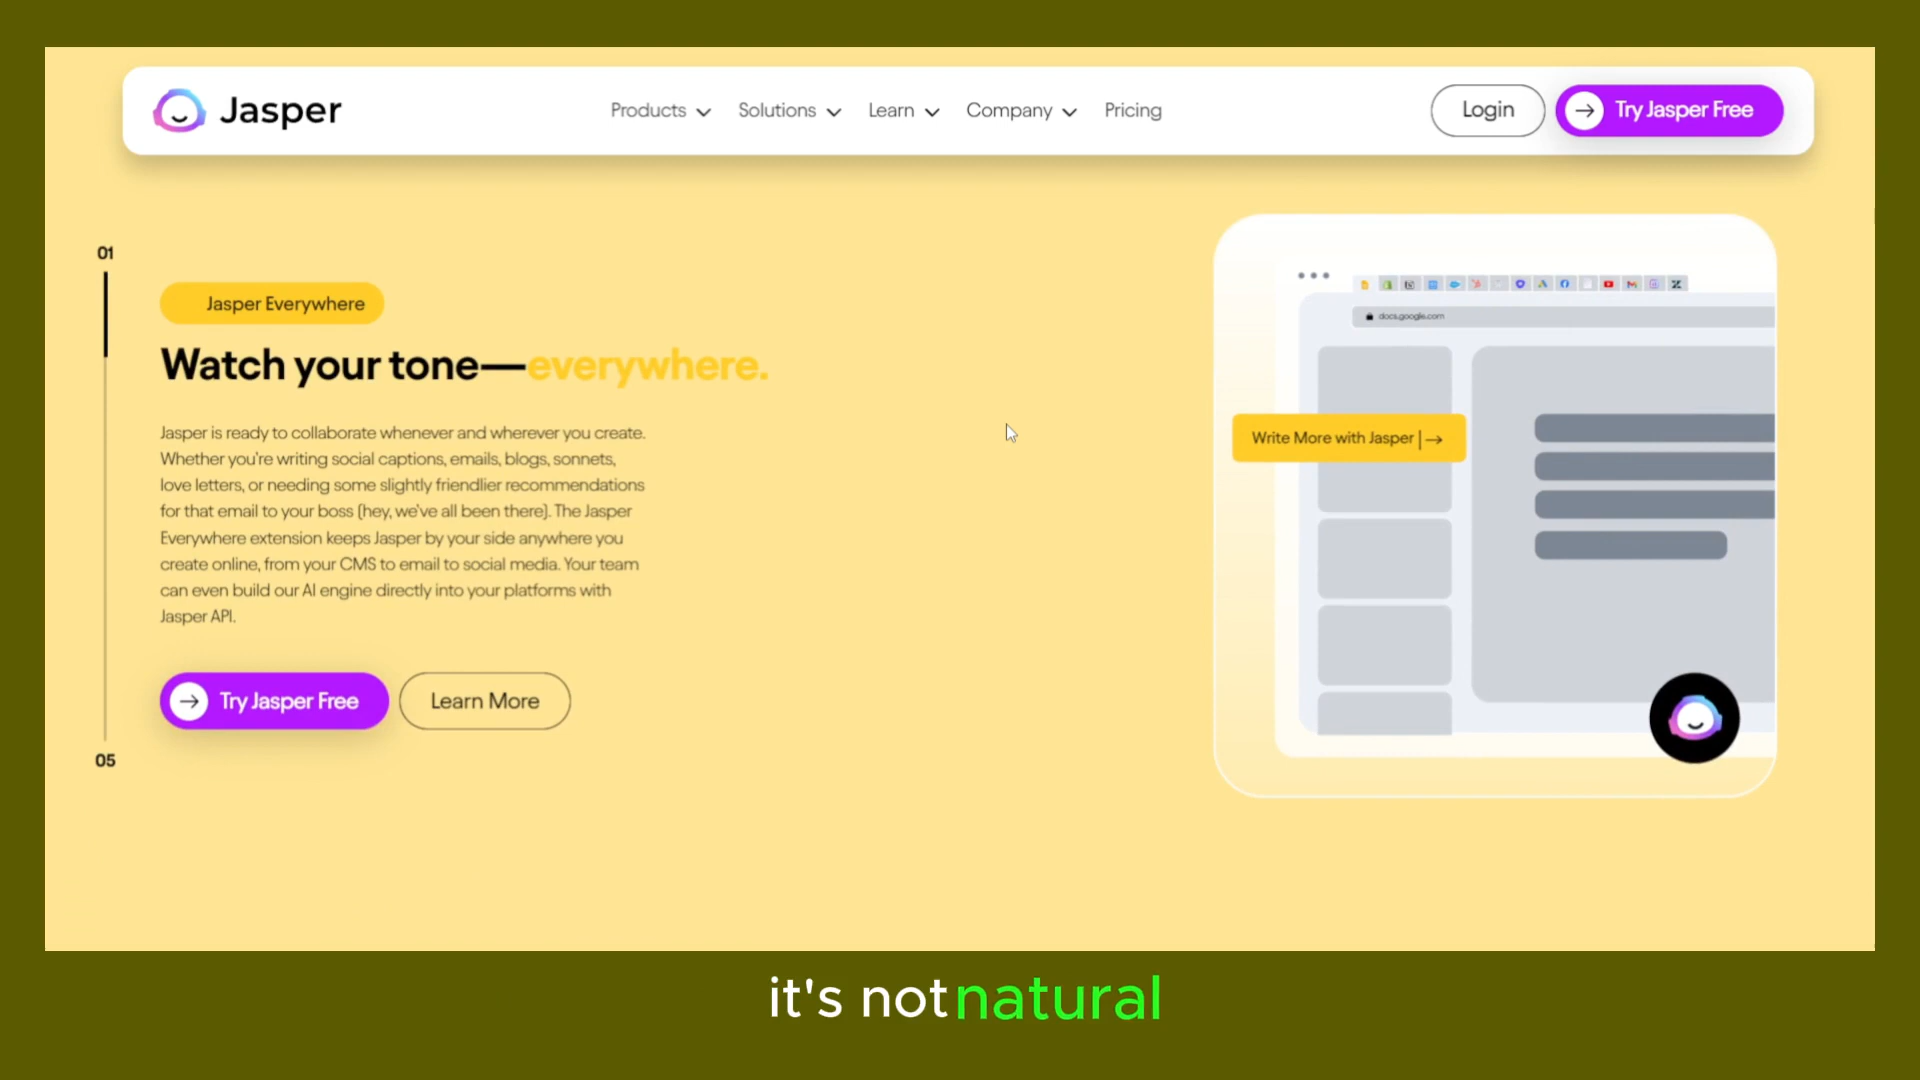 Jasper
Products
Solutions
Learn
Company
Pricing
Login
Try Jasper Free
01
Jasper Everywhere
Watch your tone—everywhere.
Jasper is ready to collaborate whenever and wherever you create.
Whether you're writing social captions, emails, blogs, sonnets,
love letters, or needing some slightly friendlier recommendations
for that email to your boss (hey, we've all been there). The Jasper
Everywhere extension keeps Jasper by your side anywhere you
create online, from your CMS to email to social media. Your team
can even build our AI engine directly into your platforms with
Jasper API.
Try Jasper Free
Learn More
05
docs.google.com
Write More with Jasper
it's not natural